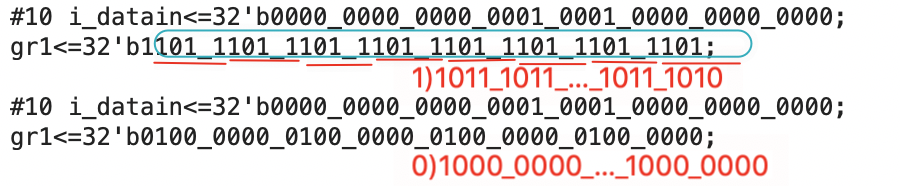 #10 i_datain<=32'b0000_0000_0000_0001_0001_0000_0000_0000;
gr1<=32'b1101_1101_1101_1101_1101_1101_1101_1101;
1)1011_1011_..._1011_1010
#10 i_datain<=32'b0000_0000_0000_0001_0001_0000_0000_0000;
gr1<=32'b0100_0000_0100_0000_0100_0000_0100_0000;
0)1000_0000_..._1000_0000